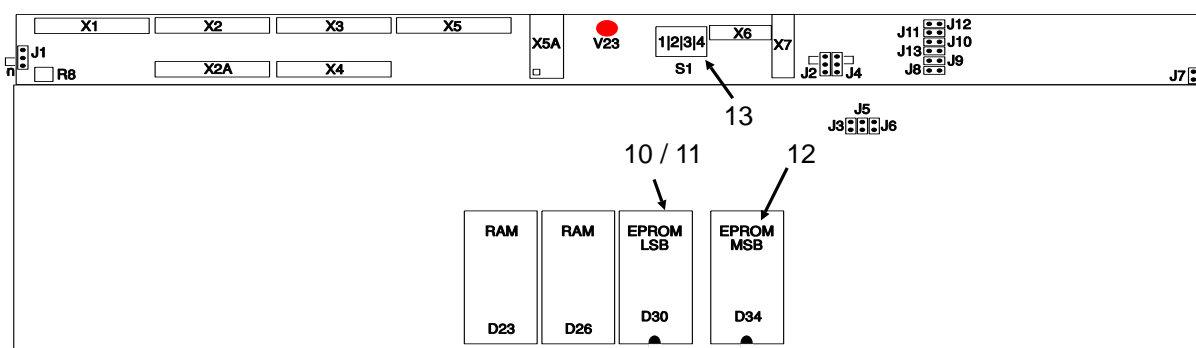 X1 X2 X3 X5 X5A V23 1|2|3|4 X6 X7 J11 J12
J1 J13 J10
n R8 X2A X4 S1 J2 J4 J8 J9 J7
13
J5
J3 J6
10 / 11 12
RAM RAM EPROM EPROM
LSB MSB
D23 D26 D30 D34